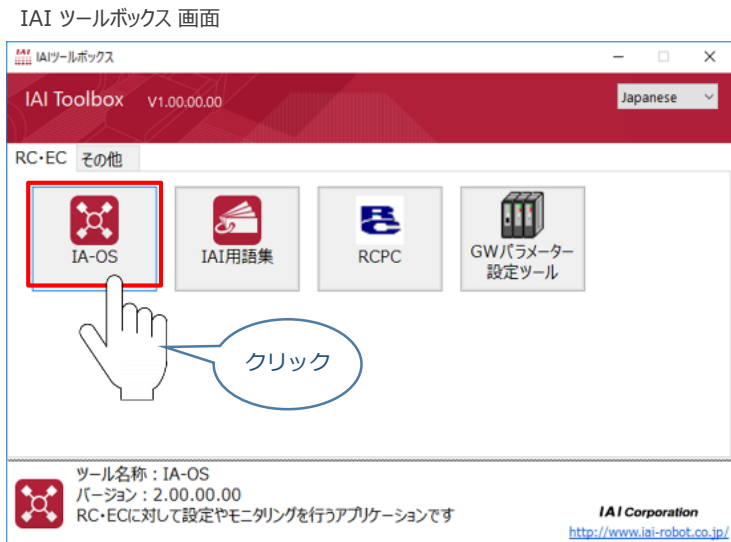 IAI ツールボックス 画面
IAI IAIツールボックス
IAI Toolbox V1.00.00.00
Japanese
RC・EC その他
IA-OS
IAI用語集
RC
RCPC
GWパラメーター
設定ツール
クリック
ツール名称：IA-OS
バージョン：2.00.00.00
RC・ECに対して設定やモニタリングを行うアプリケーションです
IAI Corporation
http://www.iai-robot.co.jp/